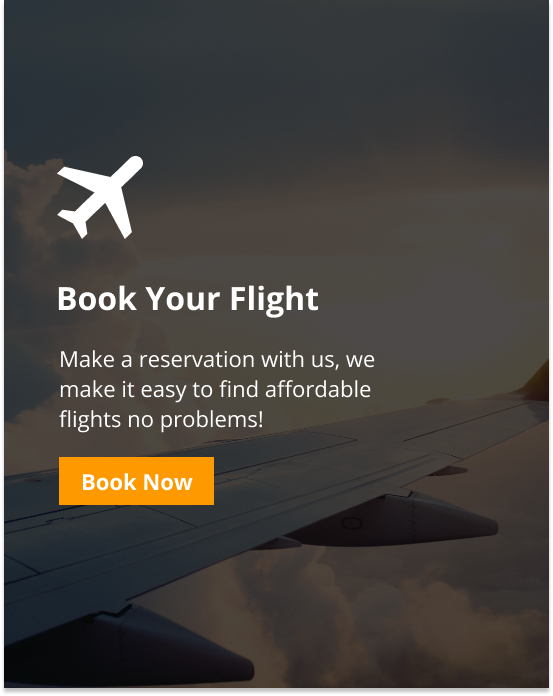 Book Your Flight
Make a reservation with us, we
make it easy to find affordable
flights no problems!
Book Now